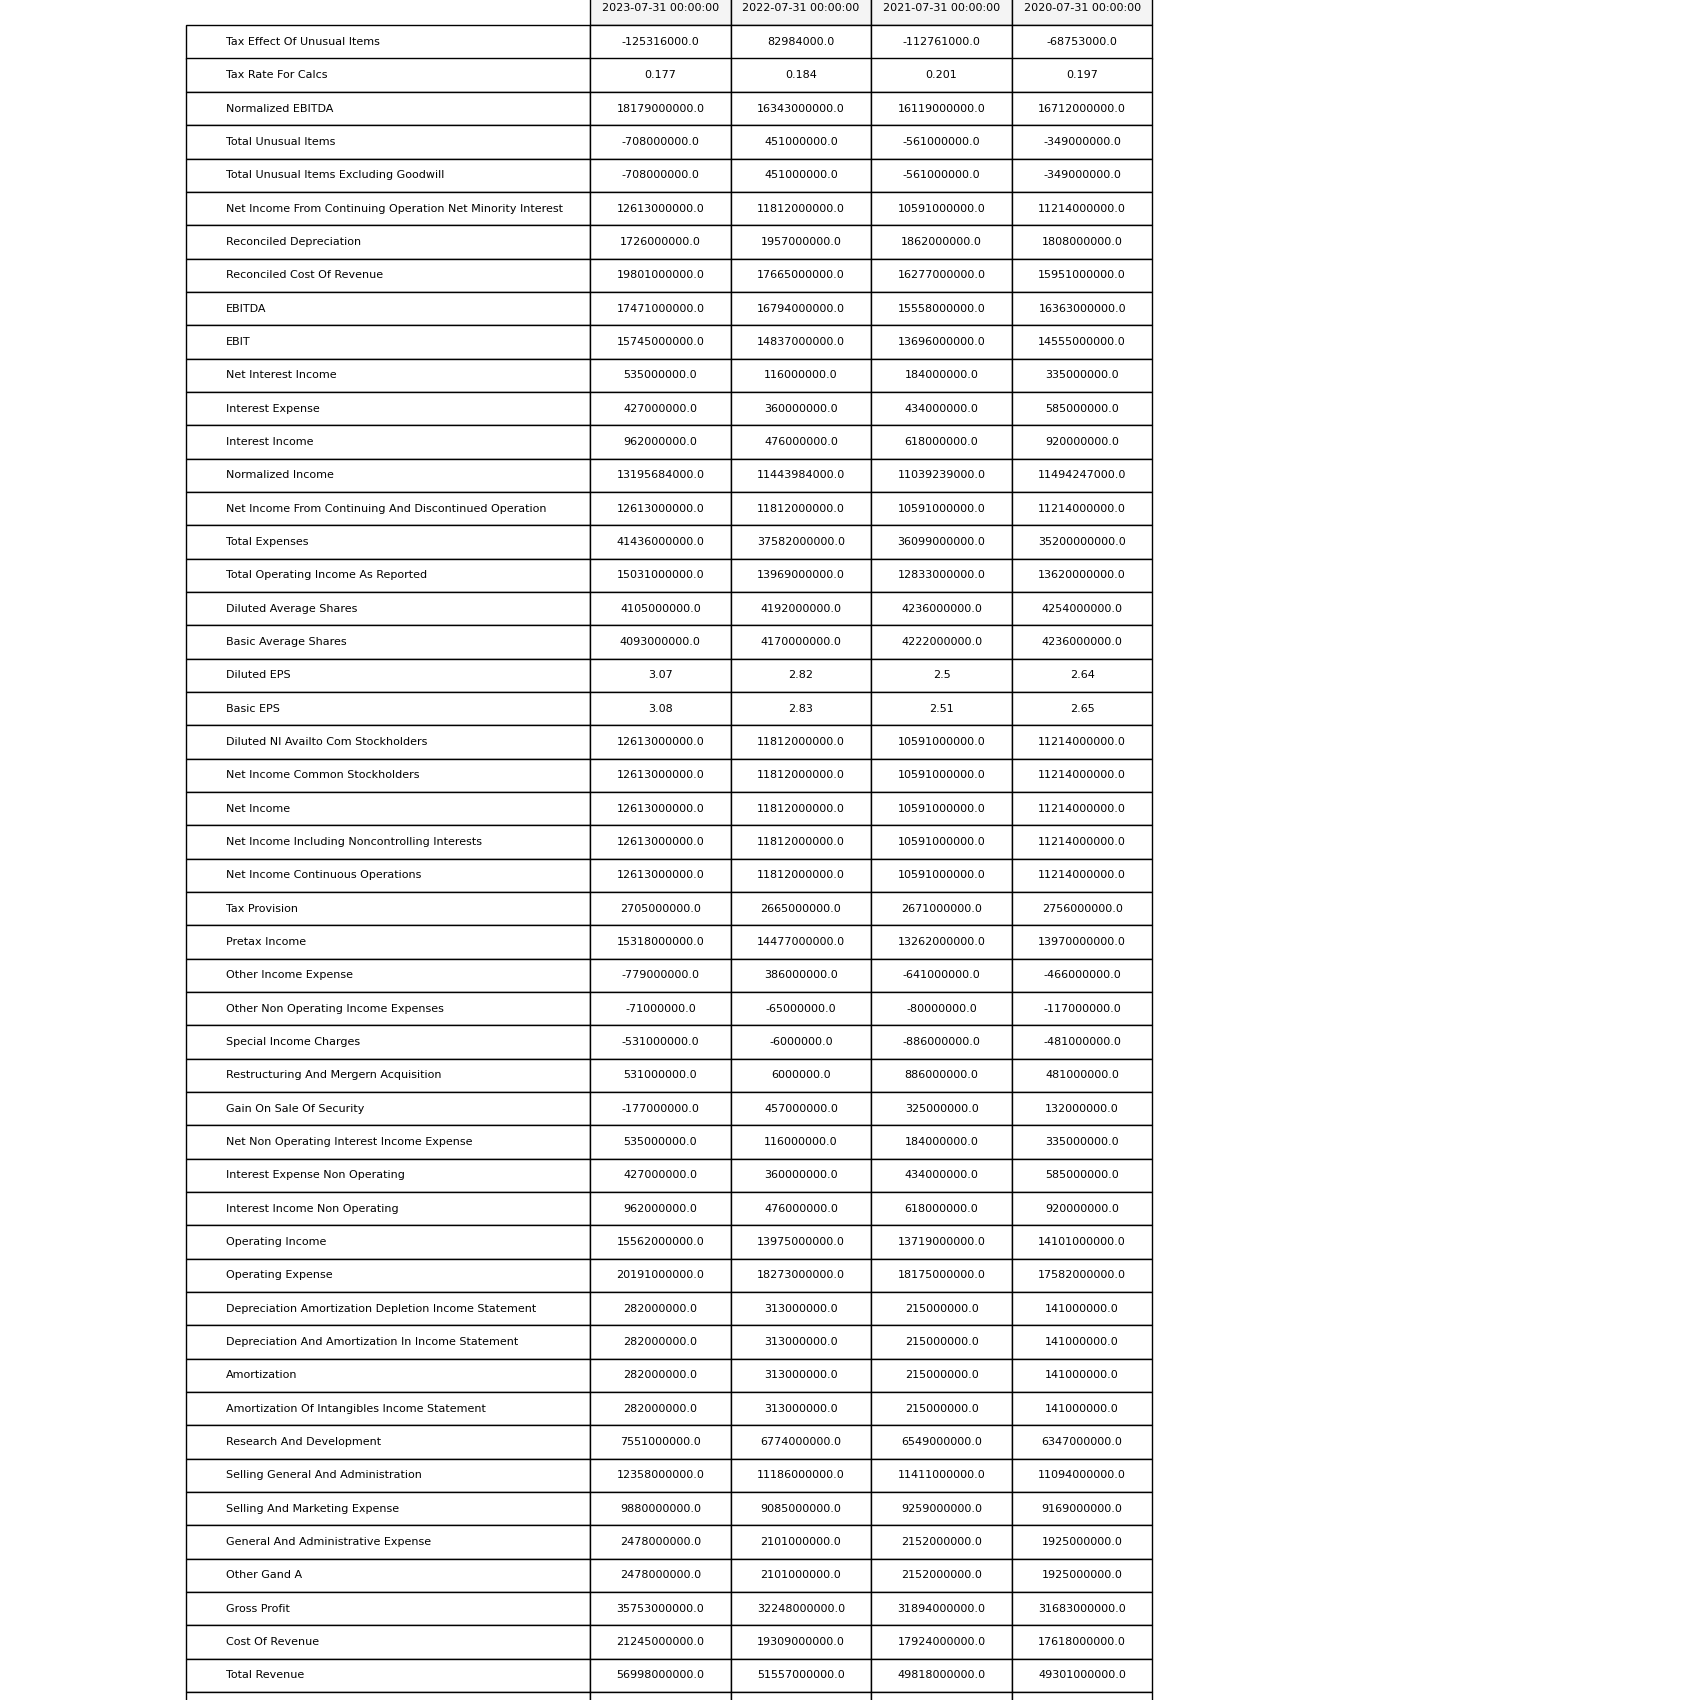 2023-07-31 00:00:00 2022-07-31 00:00:00 2021-07-31 00:00:00 2020-07-31 00:00:00
Tax Effect Of Unusual Items -125316000.0 82984000.0 -112761000.0 -68753000.0
Tax Rate For Calcs 0.177 0.184 0.201 0.197
Normalized EBITDA 18179000000.0 16343000000.0 16119000000.0 16712000000.0
Total Unusual Items -708000000.0 451000000.0 -561000000.0 -349000000.0
Total Unusual Items Excluding Goodwill -708000000.0 451000000.0 -561000000.0 -349000000.0
Net Income From Continuing Operation Net Minority Interest 12613000000.0 11812000000.0 10591000000.0 11214000000.0
Reconciled Depreciation 1726000000.0 1957000000.0 1862000000.0 1808000000.0
Reconciled Cost Of Revenue 19801000000.0 17665000000.0 16277000000.0 15951000000.0
EBITDA 17471000000.0 16794000000.0 15558000000.0 16363000000.0
EBIT 15745000000.0 14837000000.0 13696000000.0 14555000000.0
Net Interest Income 535000000.0 116000000.0 184000000.0 335000000.0
Interest Expense 427000000.0 360000000.0 434000000.0 585000000.0
Interest Income 962000000.0 476000000.0 618000000.0 920000000.0
Normalized Income 13195684000.0 11443984000.0 11039239000.0 11494247000.0
Net Income From Continuing And Discontinued Operation 12613000000.0 11812000000.0 10591000000.0 11214000000.0
Total Expenses 41436000000.0 37582000000.0 36099000000.0 35200000000.0
Total Operating Income As Reported 15031000000.0 13969000000.0 12833000000.0 13620000000.0
Diluted Average Shares 4105000000.0 4192000000.0 4236000000.0 4254000000.0
Basic Average Shares 4093000000.0 4170000000.0 4222000000.0 4236000000.0
Diluted EPS 3.07 2.82 2.5 2.64
Basic EPS 3.08 2.83 2.51 2.65
Diluted NI Availto Com Stockholders 12613000000.0 11812000000.0 10591000000.0 11214000000.0
Net Income Common Stockholders 12613000000.0 11812000000.0 10591000000.0 11214000000.0
Net Income 12613000000.0 11812000000.0 10591000000.0 11214000000.0
Net Income Including Noncontrolling Interests 12613000000.0 11812000000.0 10591000000.0 11214000000.0
Net Income Continuous Operations 12613000000.0 11812000000.0 10591000000.0 11214000000.0
Tax Provision 2705000000.0 2665000000.0 2671000000.0 2756000000.0
Pretax Income 15318000000.0 14477000000.0 13262000000.0 13970000000.0
Other Income Expense -779000000.0 386000000.0 -641000000.0 -466000000.0
Other Non Operating Income Expenses -71000000.0 -65000000.0 -80000000.0 -117000000.0
Special Income Charges -531000000.0 -6000000.0 -886000000.0 -481000000.0
Restructuring And Mergern Acquisition 531000000.0 6000000.0 886000000.0 481000000.0
Gain On Sale Of Security -177000000.0 457000000.0 325000000.0 132000000.0
Net Non Operating Interest Income Expense 535000000.0 116000000.0 184000000.0 335000000.0
Interest Expense Non Operating 427000000.0 360000000.0 434000000.0 585000000.0
Interest Income Non Operating 962000000.0 476000000.0 618000000.0 920000000.0
Operating Income 15562000000.0 13975000000.0 13719000000.0 14101000000.0
Operating Expense 20191000000.0 18273000000.0 18175000000.0 17582000000.0
Depreciation Amortization Depletion Income Statement 282000000.0 313000000.0 215000000.0 141000000.0
Depreciation And Amortization In Income Statement 282000000.0 313000000.0 215000000.0 141000000.0
Amortization 282000000.0 313000000.0 215000000.0 141000000.0
Amortization Of Intangibles Income Statement 282000000.0 313000000.0 215000000.0 141000000.0
Research And Development 7551000000.0 6774000000.0 6549000000.0 6347000000.0
Selling General And Administration 12358000000.0 11186000000.0 11411000000.0 11094000000.0
Selling And Marketing Expense 9880000000.0 9085000000.0 9259000000.0 9169000000.0
General And Administrative Expense 2478000000.0 2101000000.0 2152000000.0 1925000000.0
Other Gand A 2478000000.0 2101000000.0 2152000000.0 1925000000.0
Gross Profit 35753000000.0 32248000000.0 31894000000.0 31683000000.0
Cost Of Revenue 21245000000.0 19309000000.0 17924000000.0 17618000000.0
Total Revenue 56998000000.0 51557000000.0 49818000000.0 49301000000.0